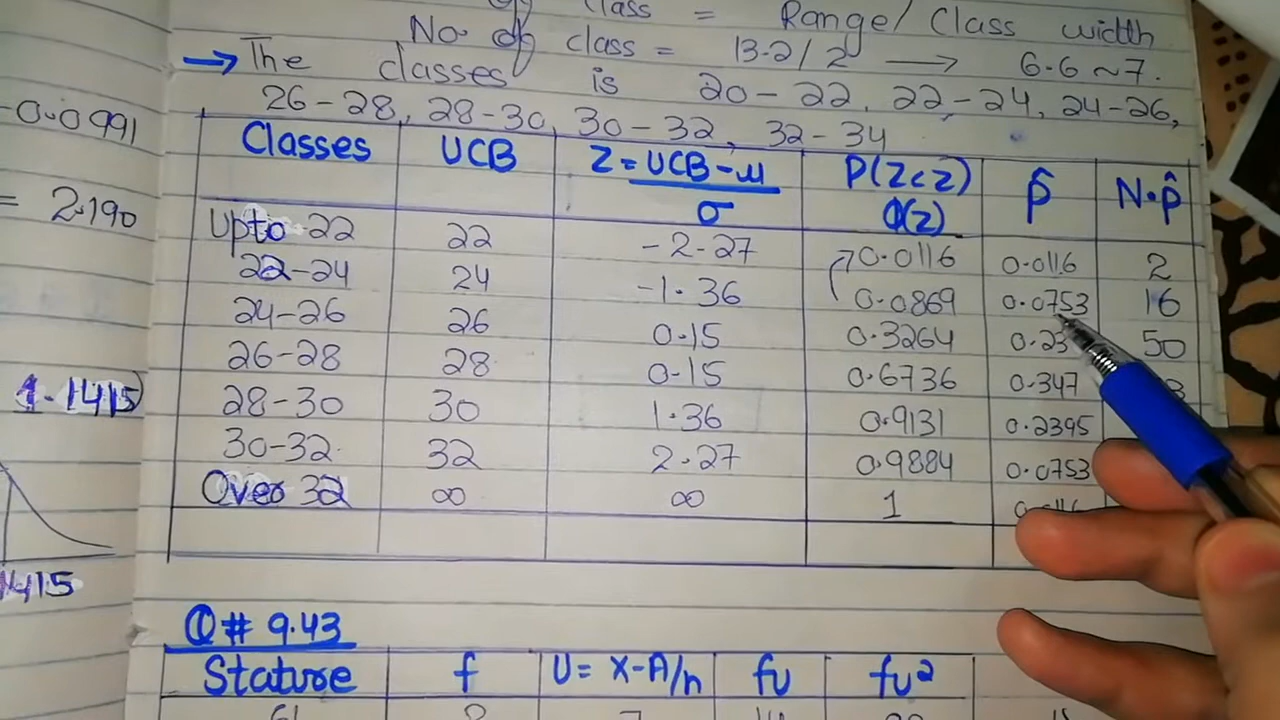 class = Range/Class width
No. of class = 13.2/2 → 6.6 ~ 7.
→ The classes is 20-22, 22-24, 24-26,
26-28, 28-30, 30-32, 32-34
-0.0991
= 2.190
1.1415
1415
Classes UCB Z = UCB-μ/σ P(Z<z) Φ(z) p̂ N.p̂
Upto 22 22 -2.27 0.0116 0.0116 2
22-24 24 -1.36 0.0869 0.0753 16
24-26 26 0.15 0.3264 0.23 50
26-28 28 0.15 0.6736 0.347
28-30 30 1.36 0.9131 0.2395
30-32 32 2.27 0.9884 0.0753
Over 32 ∞ ∞ 1
Q# 9.43
Stature f U = X-A/h fu fu²